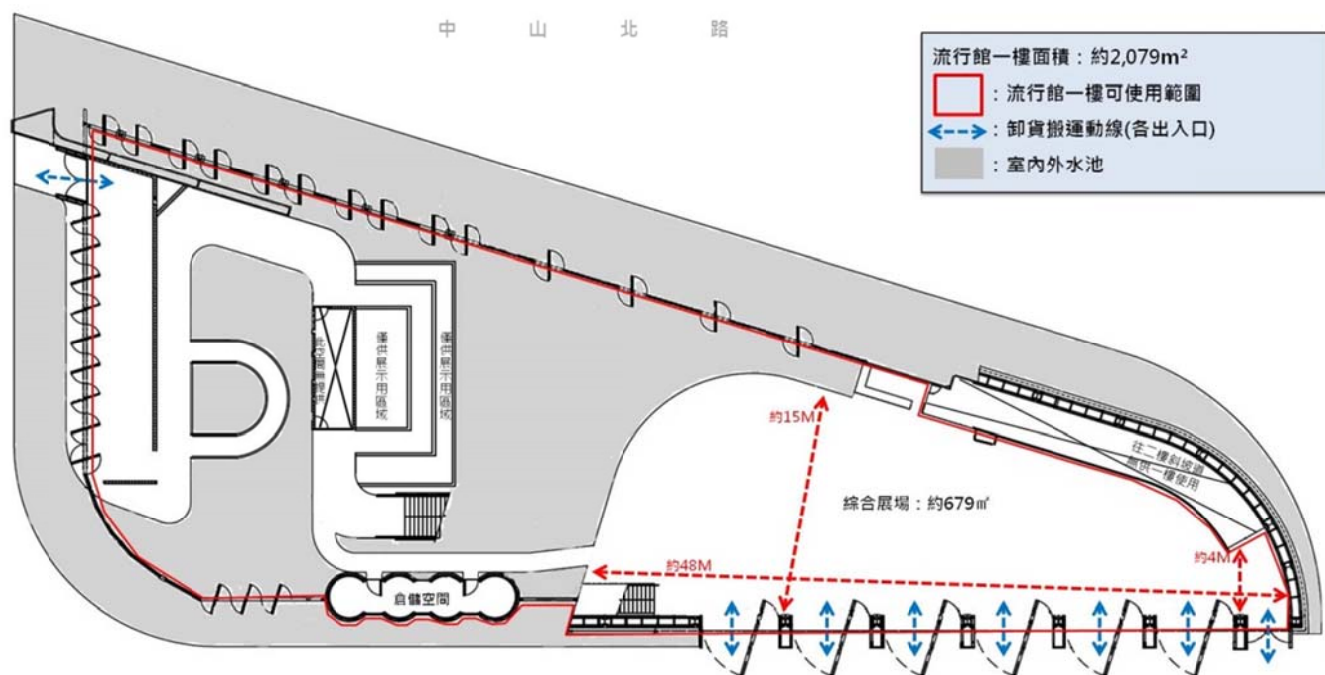 中山北路
流行館一樓面積：約2,079m²
：流行館一樓可使用範圍
：卸貨搬運動線(各出入口)
：室內外水池
僅供展示用區域
僅供展示用區域
約15M
往二樓斜坡道
無供一樓使用
綜合展場：約679㎡
約48M
約4M
倉儲空間